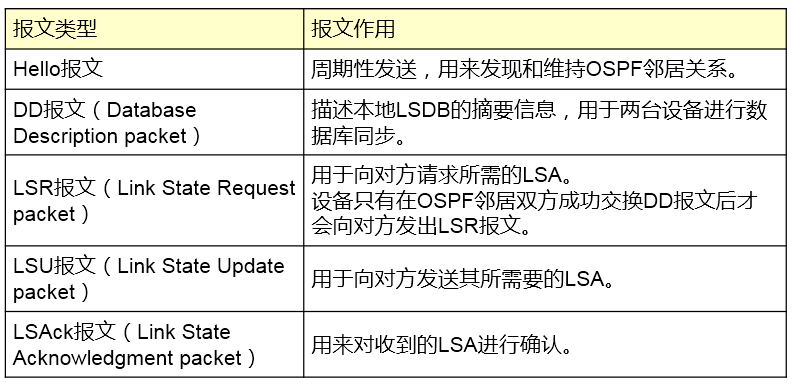 报文类型
报文作用
Hello报文
周期性发送，用来发现和维持OSPF邻居关系。
DD报文（Database
Description packet）
描述本地LSDB的摘要信息，用于两台设备进行数
据库同步。
LSR报文（Link State Request
packet）
用于向对方请求所需的LSA。
设备只有在OSPF邻居双方成功交换DD报文后才
会向对方发出LSR报文。
LSU报文（Link State Update
packet）
用于向对方发送其所需要的LSA。
LSAck报文（Link State
Acknowledgment packet）
用来对收到的LSA进行确认。